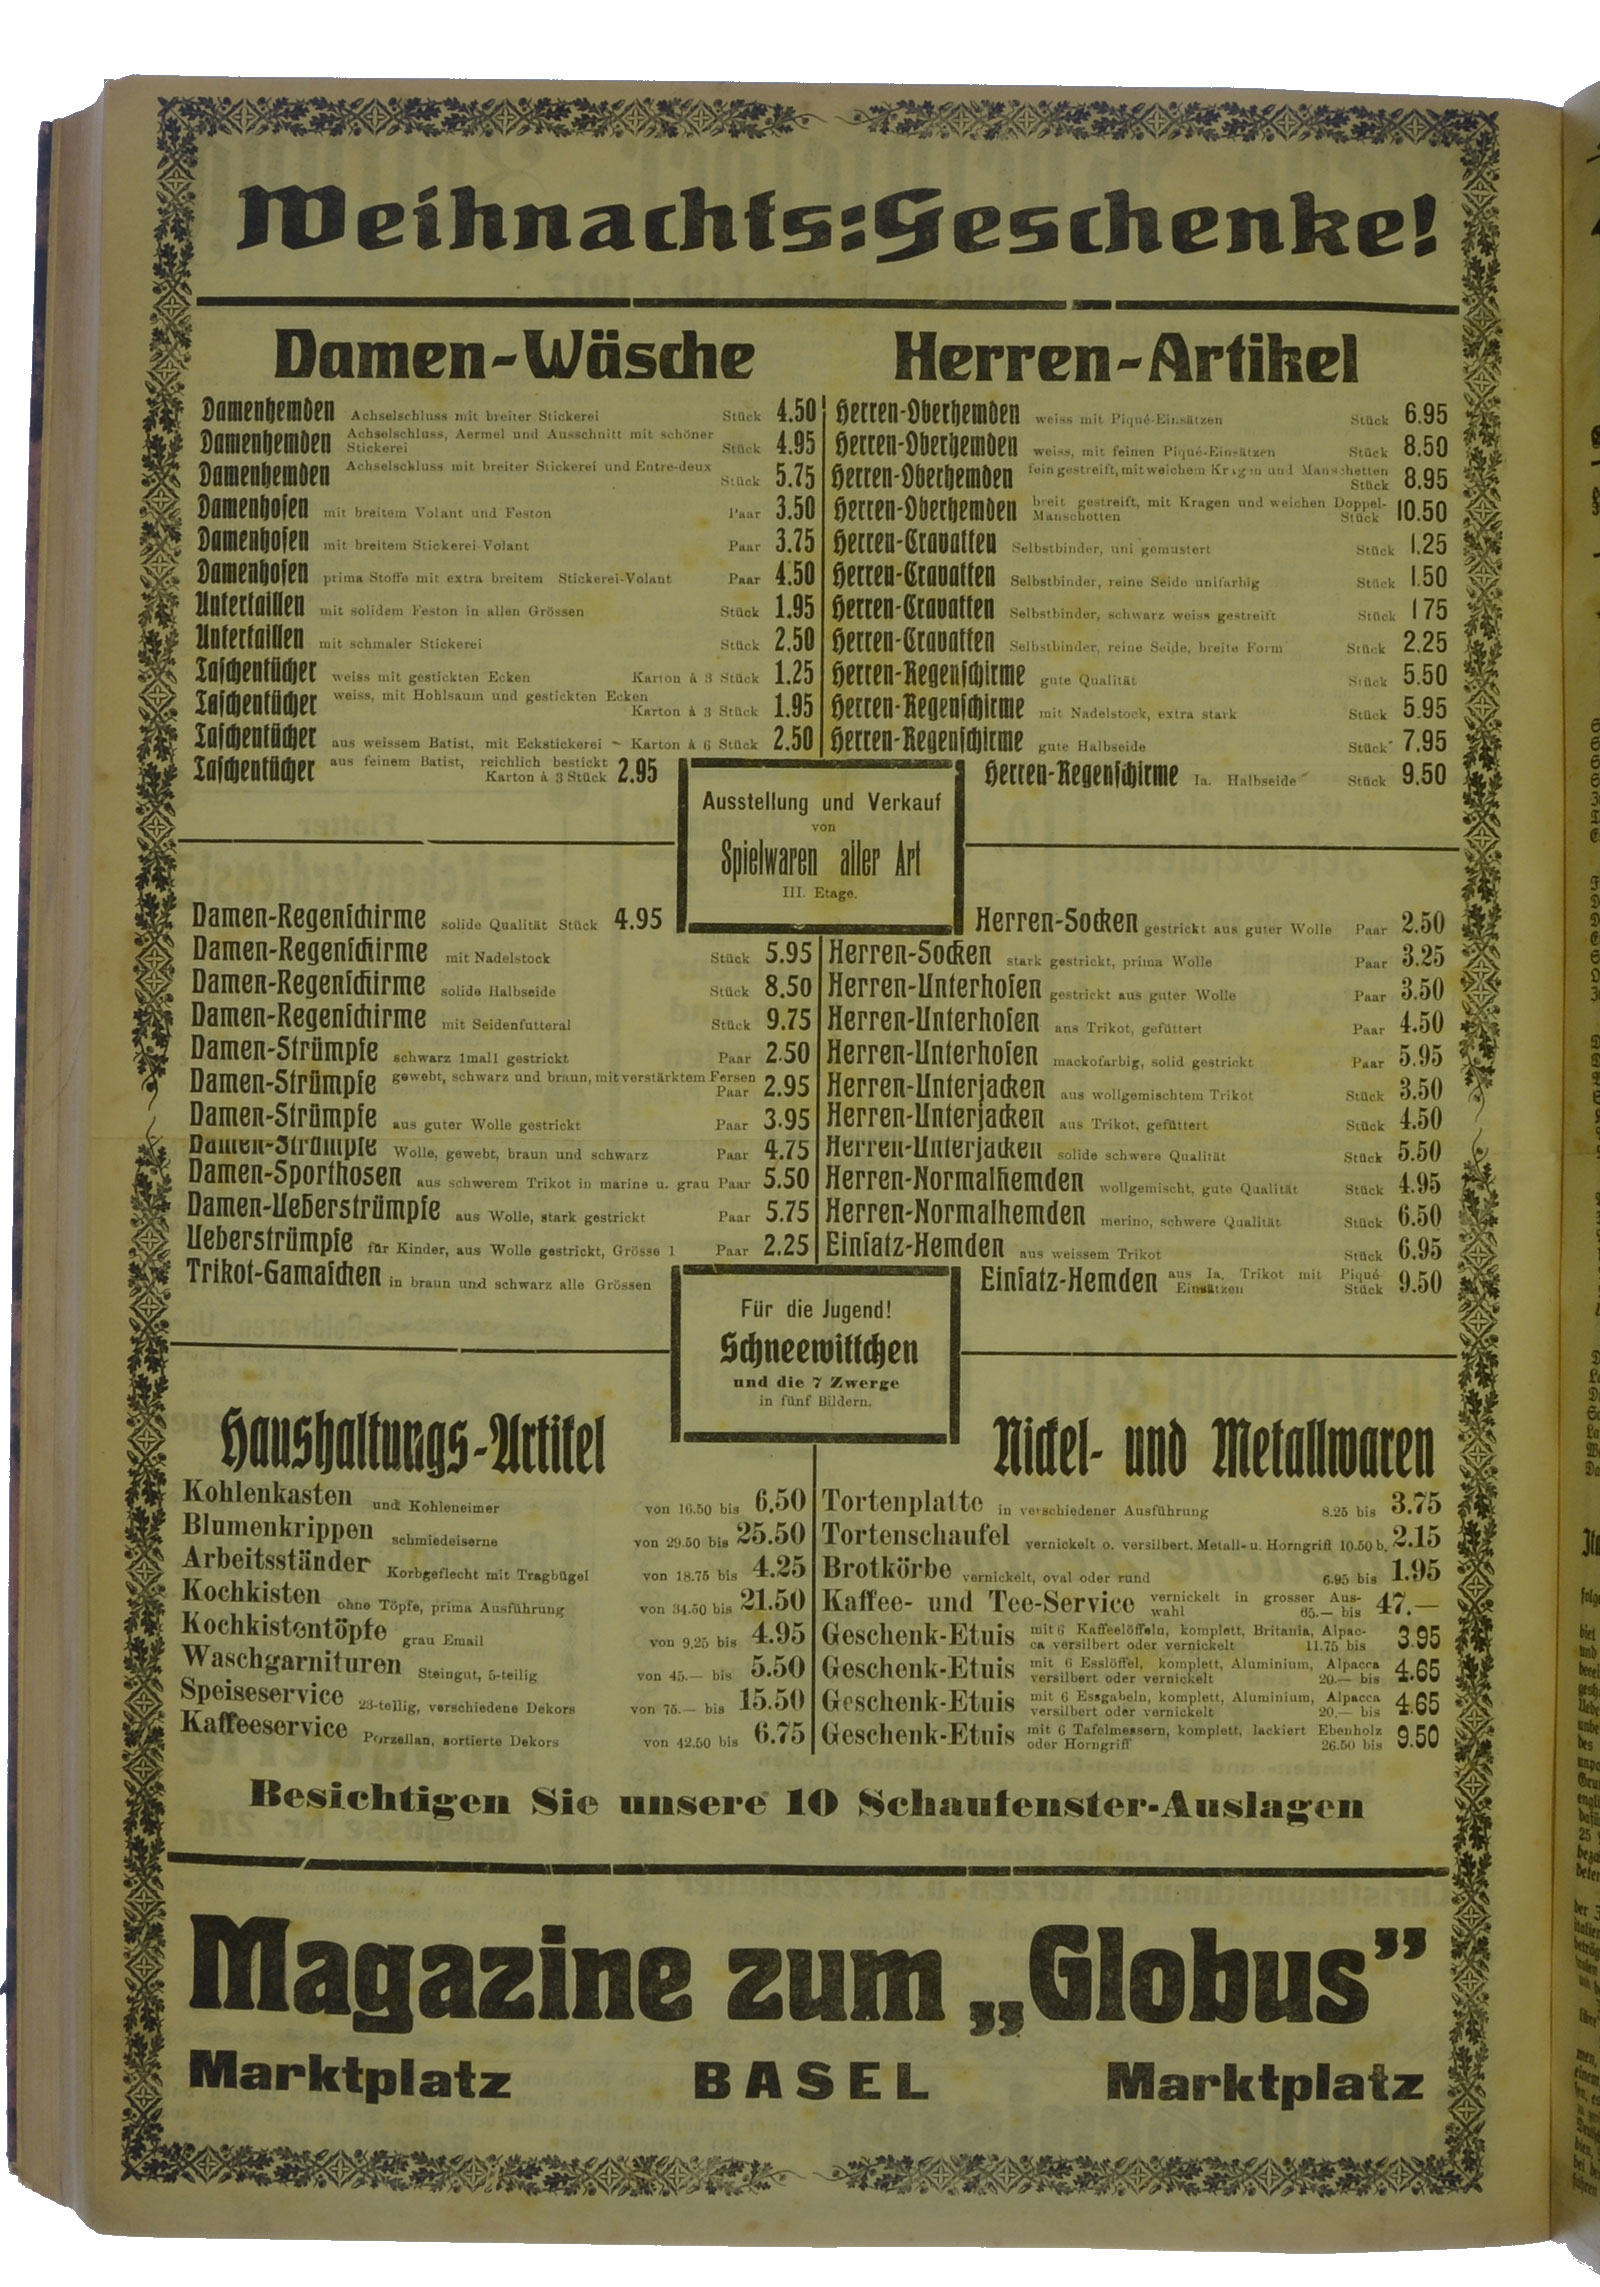 Weihnachts-Geschenke!
Damen-Wäsche
Damenhemden Achselschluss mit breiter Stickerei Stück 4.50
Damenhemden Achselschluss, Aermel und Ausschnitt mit schöner
Stickerei Stück 4.95
Damenhemden Achselschluss mit breiter Stickerei und Entre-deux
Stück 5.75
Damenhosen mit breitem Volant und Feston Paar 3.50
Damenhosen mit breitem Stickerei-Volant Paar 3.75
Damenhosen prima Stoffe mit extra breitem Stickerei-Volant Paar 4.50
Untertaillen mit solidem Feston in allen Grössen Stück 1.95
Untertaillen mit schmaler Stickerei Stück 2.50
Taschentücher weiss mit gestickten Ecken Karton à 3 Stück 1.25
Taschentücher weiss, mit Hohlsaum und gestickten Ecken
Karton à 3 Stück 1.95
Taschentücher aus weissem Batist, mit Eckstickerei - Karton à 6 Stück 2.50
Taschentücher aus feinem Batist, reichlich bestickt
Karton à 3 Stück 2.95
Herren-Artikel
Herren-Oberhemden weiss mit Piqué-Einsätzen Stück 6.95
Herren-Oberhemden weiss, mit feinen Piqué-Einsätzen Stück 8.50
Herren-Oberhemden fein gestreift, mit weichem Kragen und Manschetten
Stück 8.95
Herren-Oberhemden breit gestreift, mit Kragen und weichen Doppel-
Manschetten Stück 10.50
Herren-Cravatten Selbstbinder, uni gemustert Stück 1.25
Herren-Cravatten Selbstbinder, reine Seide unifarbig Stück 1.50
Herren-Cravatten Selbstbinder, schwarz weiss gestreift Stück 1 75
Herren-Cravatten Selbstbinder, reine Seide, breite Form Stück 2.25
Herren-Regenschirme gute Qualität Stück 5.50
Herren-Regenschirme mit Nadelstock, extra stark Stück 5.95
Herren-Regenschirme gute Halbseide Stück 7.95
Herren-Regenschirme Ia. Halbseide Stück 9.50
Ausstellung und Verkauf
von
Spielwaren aller Art
III. Etage.
Damen-Regenschirme solide Qualität Stück 4.95
Damen-Regenschirme mit Nadelstock Stück 5.95
Damen-Regenschirme solide Halbseide Stück 8.50
Damen-Regenschirme mit Seidenfutteral Stück 9.75
Damen-Strümpfe schwarz 1mall gestrickt Paar 2.50
Damen-Strümpfe gewebt, schwarz und braun, mit verstärktem Fersen
Paar 2.95
Damen-Strümpfe aus guter Wolle gestrickt Paar 3.95
Damen-Strümpfe Wolle, gewebt, braun und schwarz Paar 4.75
Damen-Sporthosen aus schwerem Trikot in marine u. grau Paar 5.50
Damen-Ueberstrümpfe aus Wolle, stark gestrickt Paar 5.75
Ueberstrümpfe für Kinder, aus Wolle gestrickt, Grösse 1 Paar 2.25
Trikot-Gamaschen in braun und schwarz alle Grössen
Herren-Socken gestrickt aus guter Wolle Paar 2.50
Herren-Socken stark gestrickt, prima Wolle Paar 3.25
Herren-Unterhosen gestrickt aus guter Wolle Paar 3.50
Herren-Unterhosen aus Trikot, gefüttert Paar 4.50
Herren-Unterhosen mackofarbig, solid gestrickt Paar 5.95
Herren-Unterjacken aus wollgemischtem Trikot Stück 3.50
Herren-Unterjacken aus Trikot, gefüttert Stück 4.50
Herren-Unterjacken solide schwere Qualität Stück 5.50
Herren-Normalhemden wollgemischt, gute Qualität Stück 4.95
Herren-Normalhemden merino, schwere Qualität Stück 6.50
Einsatz-Hemden aus weissem Trikot Stück 6.95
Einsatz-Hemden aus Ia. Trikot mit Piqué-
Einsätzen Stück 9.50
Für die Jugend!
Schneewittchen
und die 7 Zwerge
in fünf Bildern.
Haushaltungs-Artikel
Kohlenkasten und Kohleneimer von 16.50 bis 6.50
Blumenkrippen schmiedeiserne von 29.50 bis 25.50
Arbeitsständer Korbgeflecht mit Tragbügel von 18.75 bis 4.25
Kochkisten ohne Töpfe, prima Ausführung von 34.50 bis 21.50
Kochkistentöpfe grau Email von 9.25 bis 4.95
Waschgarnituren Steingut, 5-teilig von 45.— bis 5.50
Speiseservice 23-teilig, verschiedene Dekors von 75.— bis 15.50
Kaffeeservice Porzellan, sortierte Dekors von 42.50 bis 6.75
Nickel- und Metallwaren
Tortenplatte in verschiedener Ausführung 8.25 bis 3.75
Tortenschaufel vernickelt o. versilbert. Metall- u. Horngriff 10.50 b. 2.15
Brotkörbe vernickelt, oval oder rund 6.95 bis 1.95
Kaffee- und Tee-Service vernickelt in grosser Aus-
wahl 65.— bis 47.—
Geschenk-Etuis mit 6 Kaffeelöffeln, komplett, Britania, Alpac-
ca versilbert oder vernickelt 11.75 bis 3.95
Geschenk-Etuis mit 6 Esslöffel, komplett, Aluminium, Alpacca
versilbert oder vernickelt 20.— bis 4.65
Geschenk-Etuis mit 6 Essgabeln, komplett, Aluminium, Alpacca
versilbert oder vernickelt 20.— bis 4.65
Geschenk-Etuis mit 6 Tafelmessern, komplett, lackiert Ebenholz
oder Horngriff 26.50 bis 9.50
Besichtigen Sie unsere 10 Schaufenster-Auslagen
Magazine zum „Globus”
Marktplatz BASEL Marktplatz